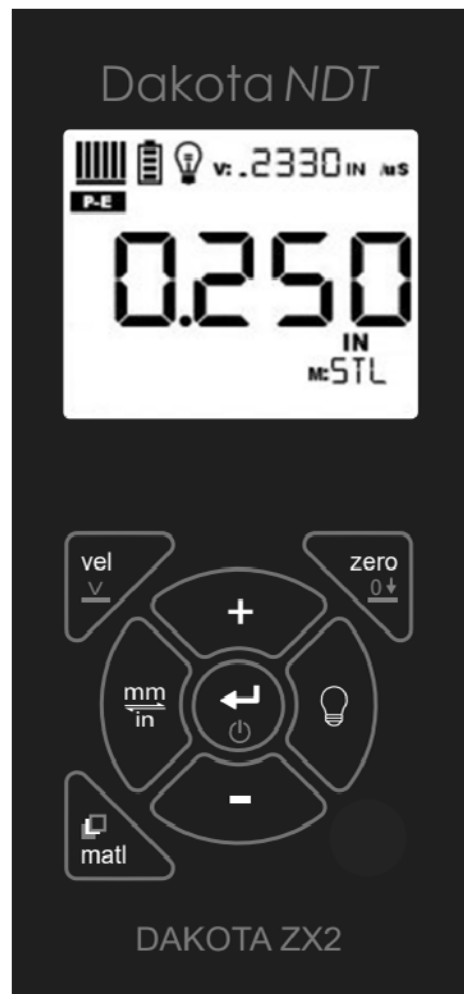 Dakota NDT
V: .2330 IN /uS
P-E
0.250
IN
M:STL
vel
V
zero
0
+
mm
in
-
matl
DAKOTA ZX2